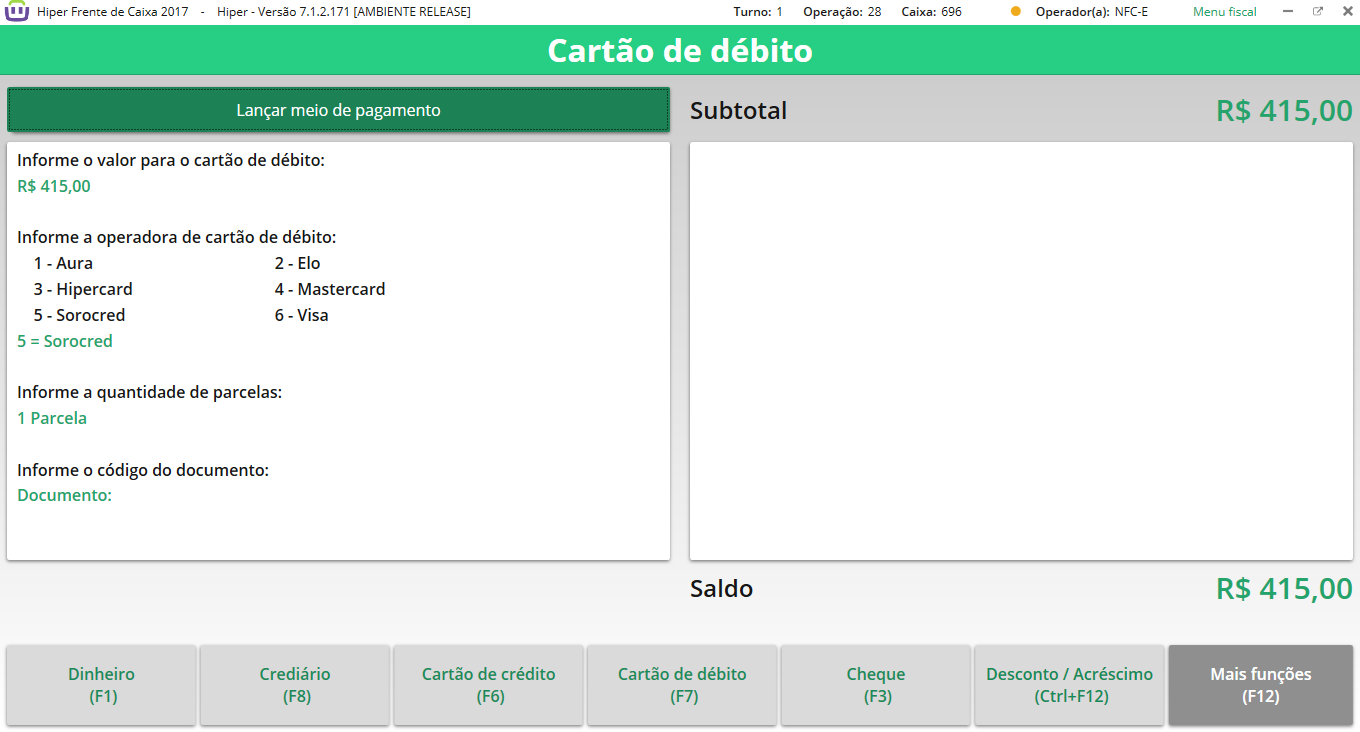 Hiper Frente de Caixa 2017 - Hiper - Versão 7.1.2.171 [AMBIENTE RELEASE] Turno: 1 Operação: 28 Caixa: 696 Operador(a): NFC-E Menu fiscal
Cartão de débito
Lançar meio de pagamento
Subtotal R$ 415,00
Informe o valor para o cartão de débito:
R$ 415,00
Informe a operadora de cartão de débito:
1 - Aura 2 - Elo
3 - Hipercard 4 - Mastercard
5 - Sorocred 6 - Visa
5 = Sorocred
Informe a quantidade de parcelas:
1 Parcela
Informe o código do documento:
Documento:
Saldo R$ 415,00
Dinheiro
(F1)
Crediário
(F8)
Cartão de crédito
(F6)
Cartão de débito
(F7)
Cheque
(F3)
Desconto / Acréscimo
(Ctrl+F12)
Mais funções
(F12)